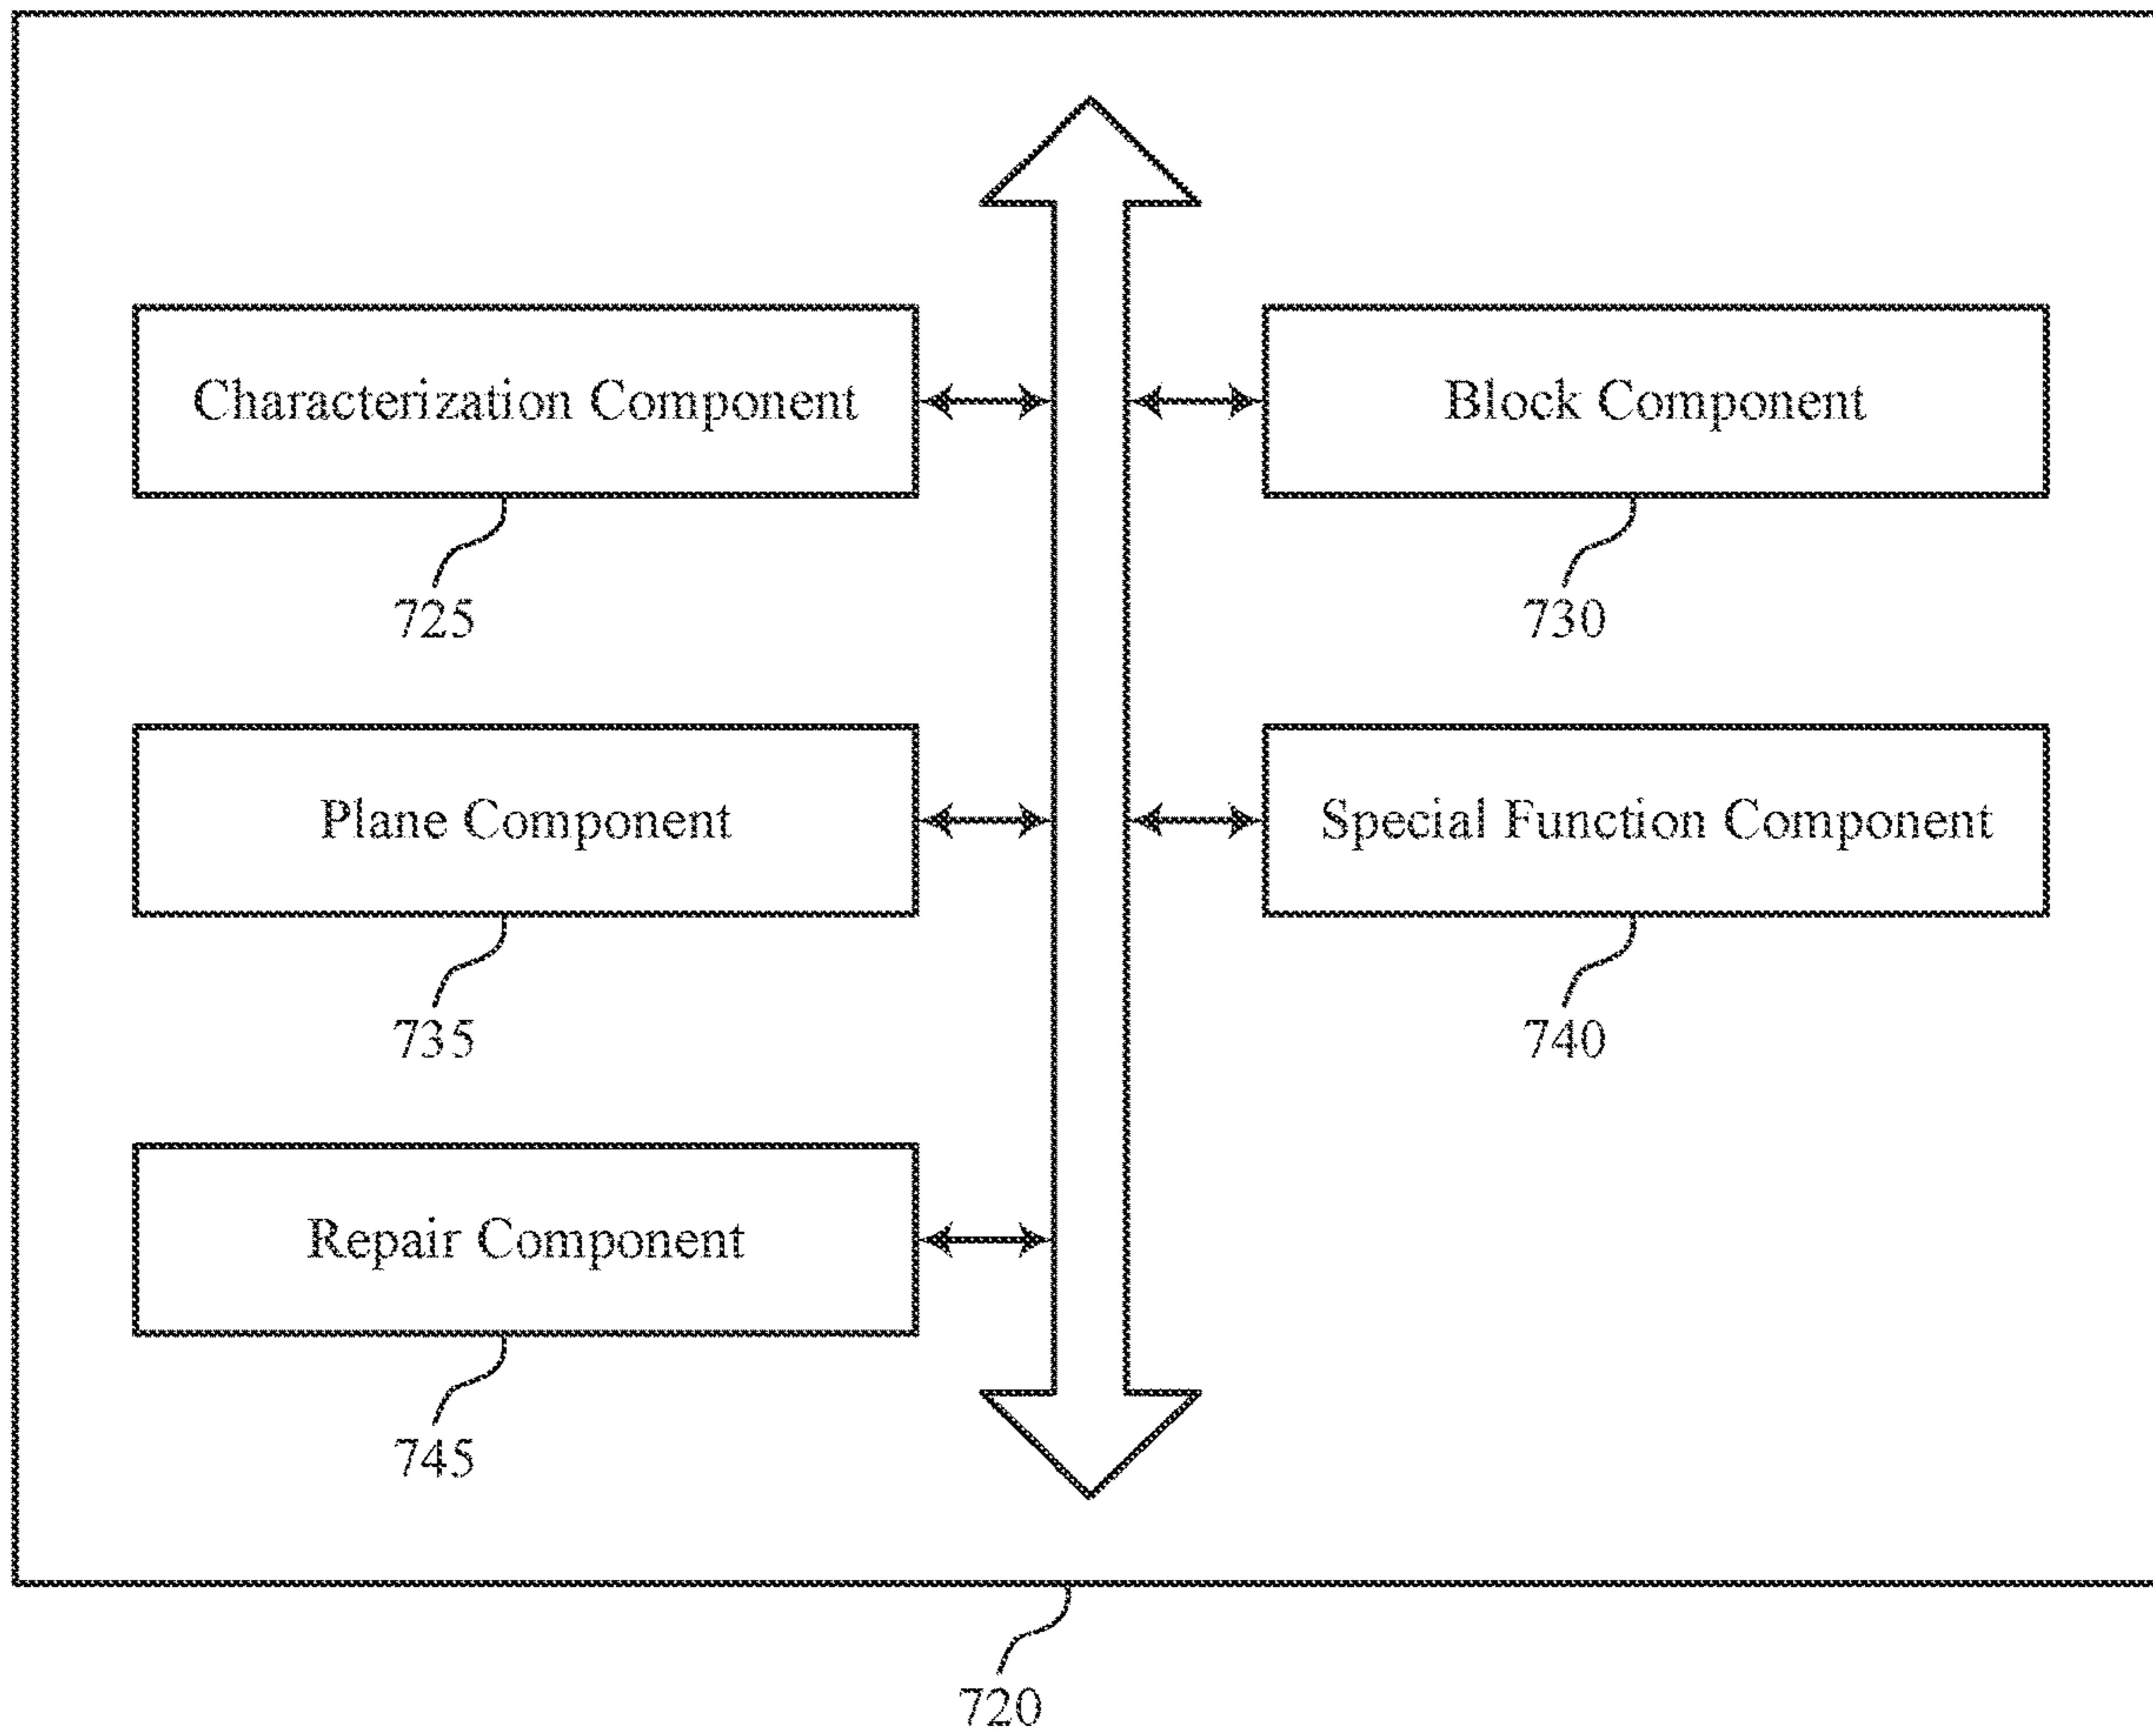 Characterization Component
Block Component
725
730
Plane Component
Special Function Component
735
740
Repair Component
745
720